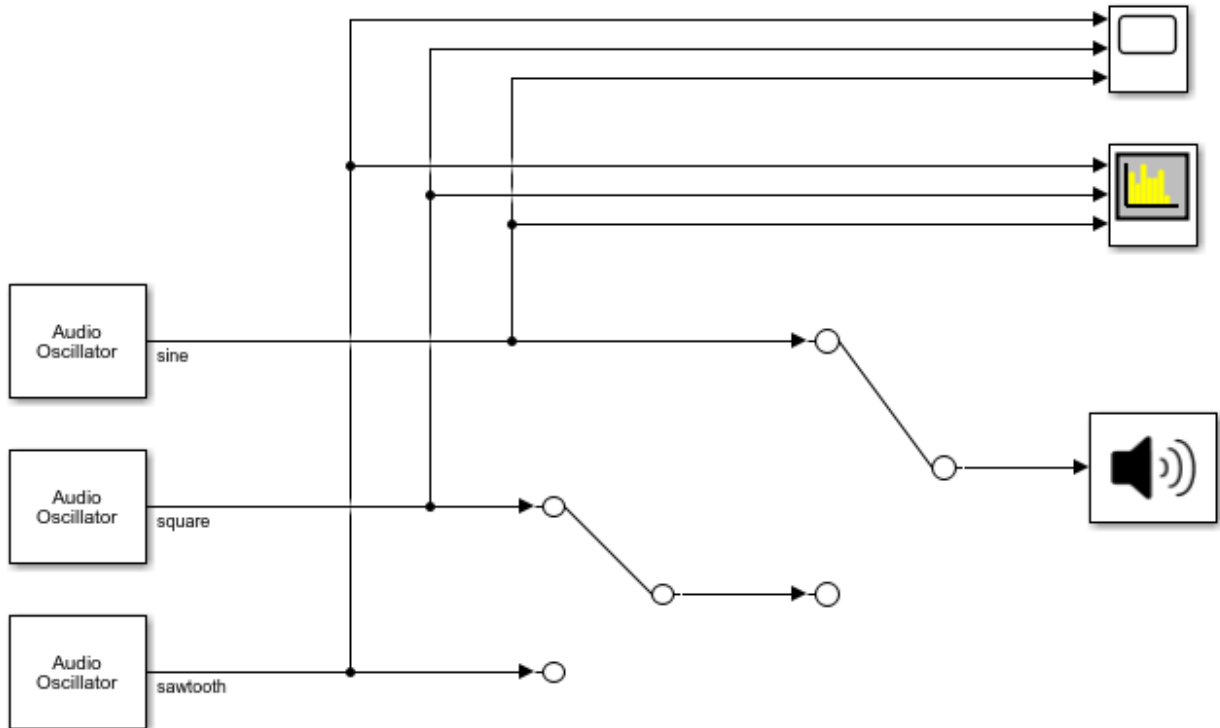 Audio
Oscillator
sine
Audio
Oscillator
square
Audio
Oscillator
sawtooth